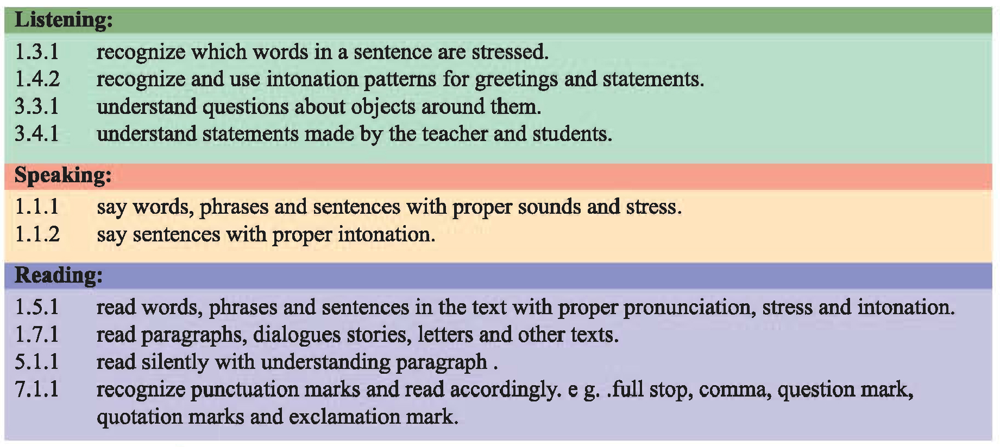 Listening:
1.3.1 recognize which words in a sentence are stressed.
1.4.2 recognize and use intonation patterns for greetings and statements.
3.3.1 understand questions about objects around them.
3.4.1 understand statements made by the teacher and students.
Speaking:
1.1.1 say words, phrases and sentences with proper sounds and stress.
1.1.2 say sentences with proper intonation.
Reading:
1.5.1 read words, phrases and sentences in the text with proper pronunciation, stress and intonation.
1.7.1 read paragraphs, dialogues stories, letters and other texts.
5.1.1 read silently with understanding paragraph .
7.1.1 recognize punctuation marks and read accordingly. e g. .full stop, comma, question mark,
quotation marks and exclamation mark.